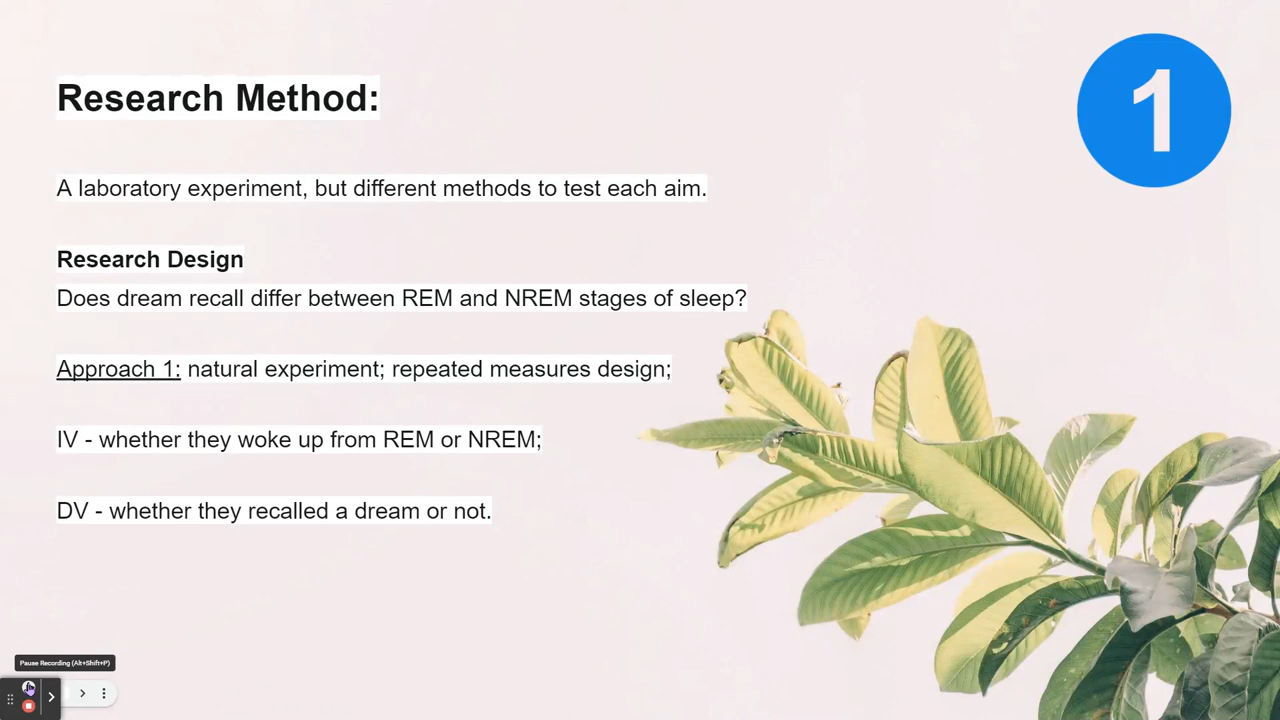 1
Research Method:
A laboratory experiment, but different methods to test each aim.
Research Design
Does dream recall differ between REM and NREM stages of sleep?
Approach 1: natural experiment; repeated measures design;
IV - whether they woke up from REM or NREM;
DV - whether they recalled a dream or not.
Pause Recording (Alt+Shift+P)